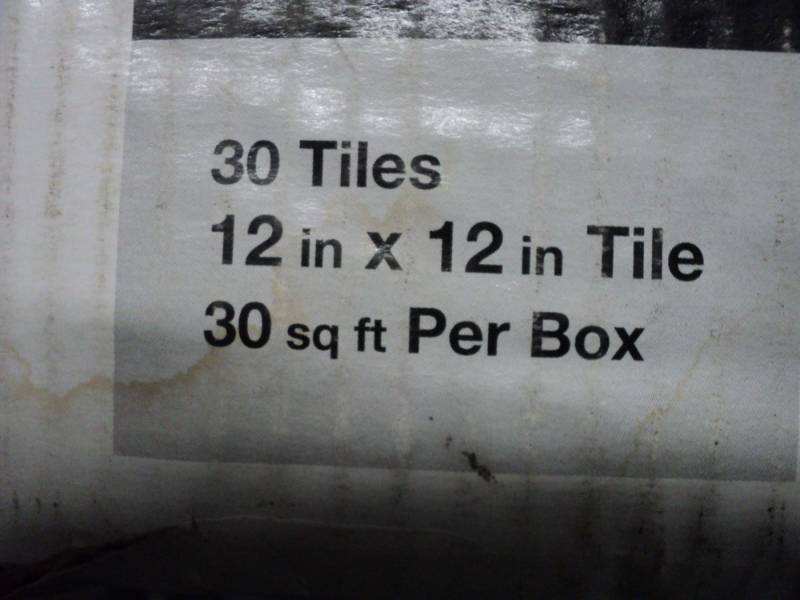 30 Tiles
12 in x 12 in Tile
30 sq ft Per Box